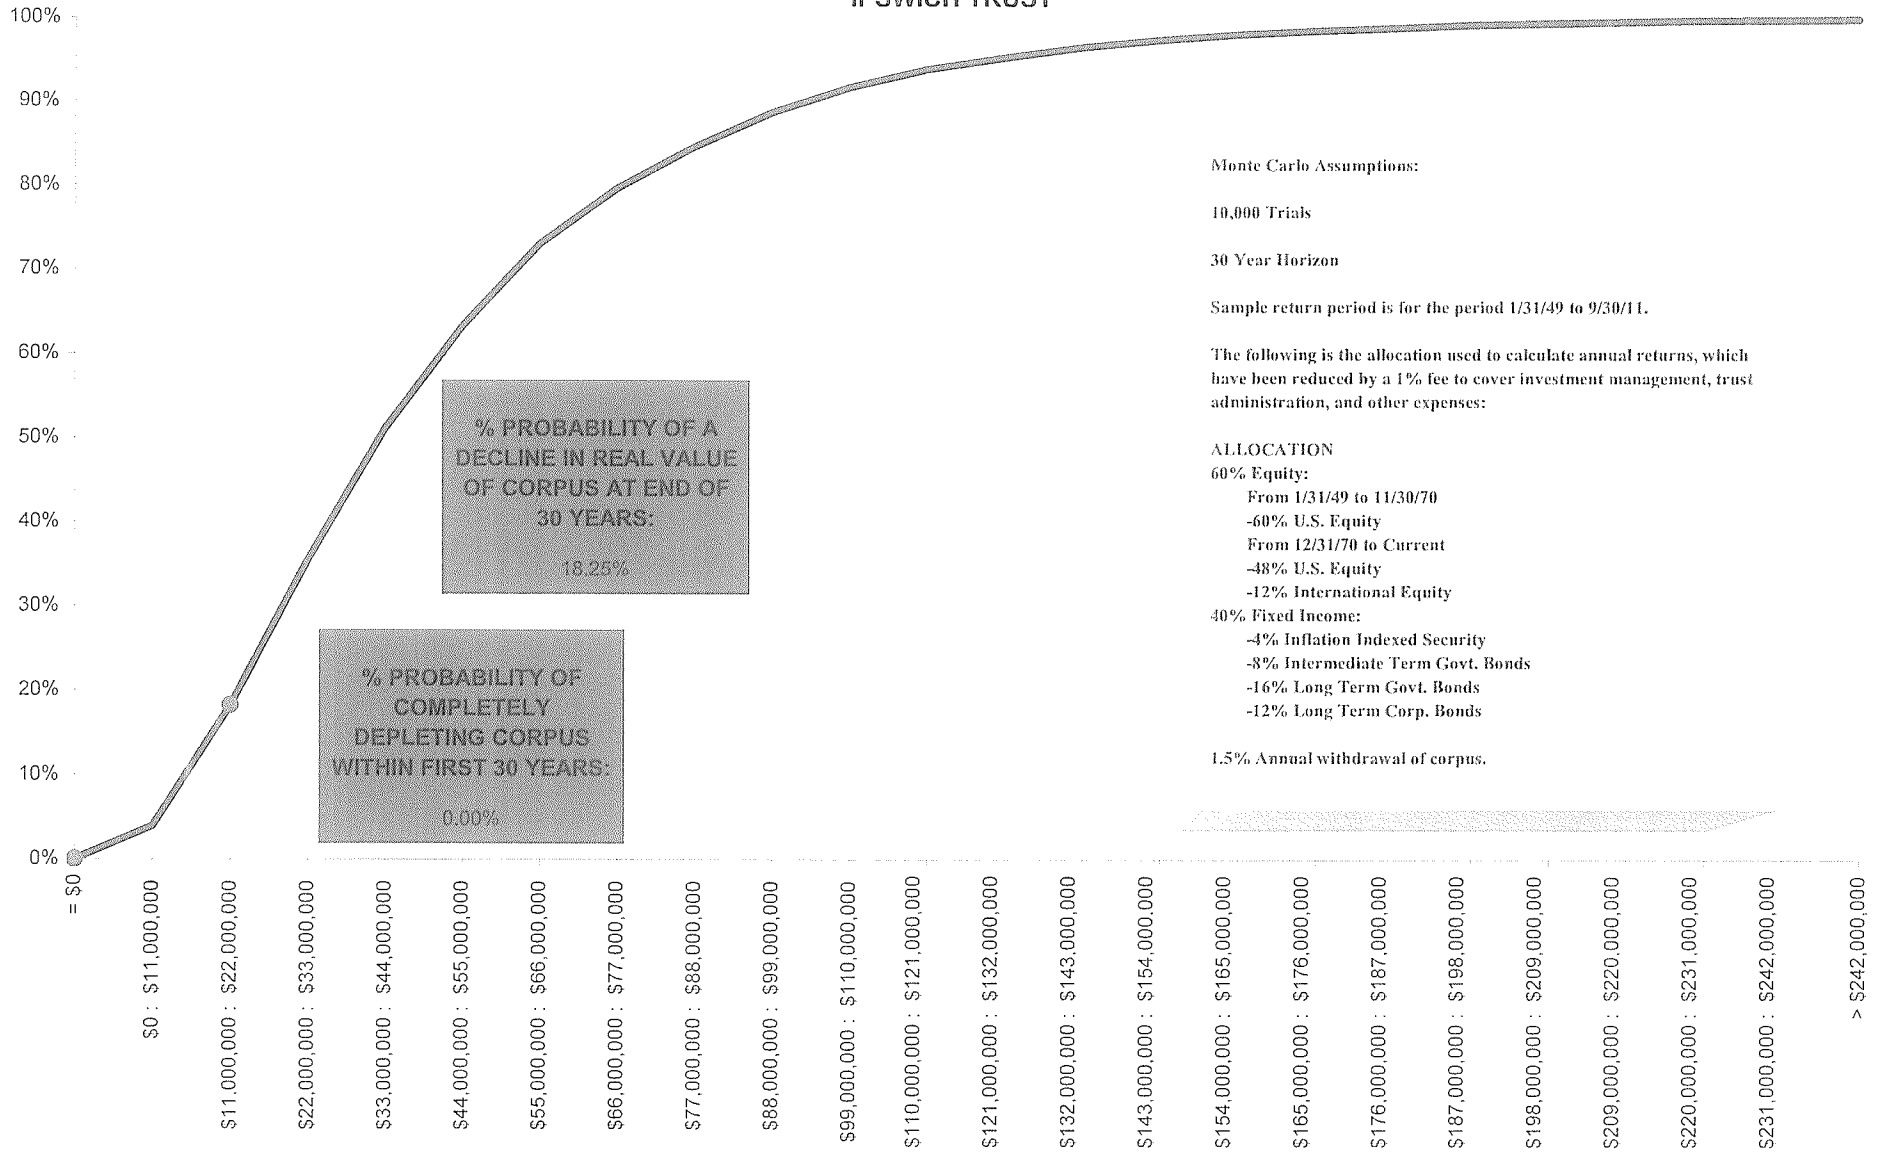 IPSWICH TRUST
100%
90%
80%
70%
60%
50%
40%
30%
20%
10%
0%
% PROBABILITY OF A
DECLINE IN REAL VALUE
OF CORPUS AT END OF
30 YEARS:
18.25%
% PROBABILITY OF
COMPLETELY
DEPLETING CORPUS
WITHIN FIRST 30 YEARS:
0.00%
Monte Carlo Assumptions:
10,000 Trials
30 Year Horizon
Sample return period is for the period 1/31/49 to 9/30/11.
The following is the allocation used to calculate annual returns, which
have been reduced by a 1% fee to cover investment management, trust
administration, and other expenses:
ALLOCATION
60% Equity:
From 1/31/49 to 11/30/70
-60% U.S. Equity
From 12/31/70 to Current
-48% U.S. Equity
-12% International Equity
40% Fixed Income:
-4% Inflation Indexed Security
-8% Intermediate Term Govt. Bonds
-16% Long Term Govt. Bonds
-12% Long Term Corp. Bonds
1.5% Annual withdrawal of corpus.
= $0
$0 : $11,000,000
$11,000,000 : $22,000,000
$22,000,000 : $33,000,000
$33,000,000 : $44,000,000
$44,000,000 : $55,000,000
$55,000,000 : $66,000,000
$66,000,000 : $77,000,000
$77,000,000 : $88,000,000
$88,000,000 : $99,000,000
$99,000,000 : $110,000,000
$110,000,000 : $121,000,000
$121,000,000 : $132,000,000
$132,000,000 : $143,000,000
$143,000,000 : $154,000,000
$154,000,000 : $165,000,000
$165,000,000 : $176,000,000
$176,000,000 : $187,000,000
$187,000,000 : $198,000,000
$198,000,000 : $209,000,000
$209,000,000 : $220,000,000
$220,000,000 : $231,000,000
$231,000,000 : $242,000,000
> $242,000,000